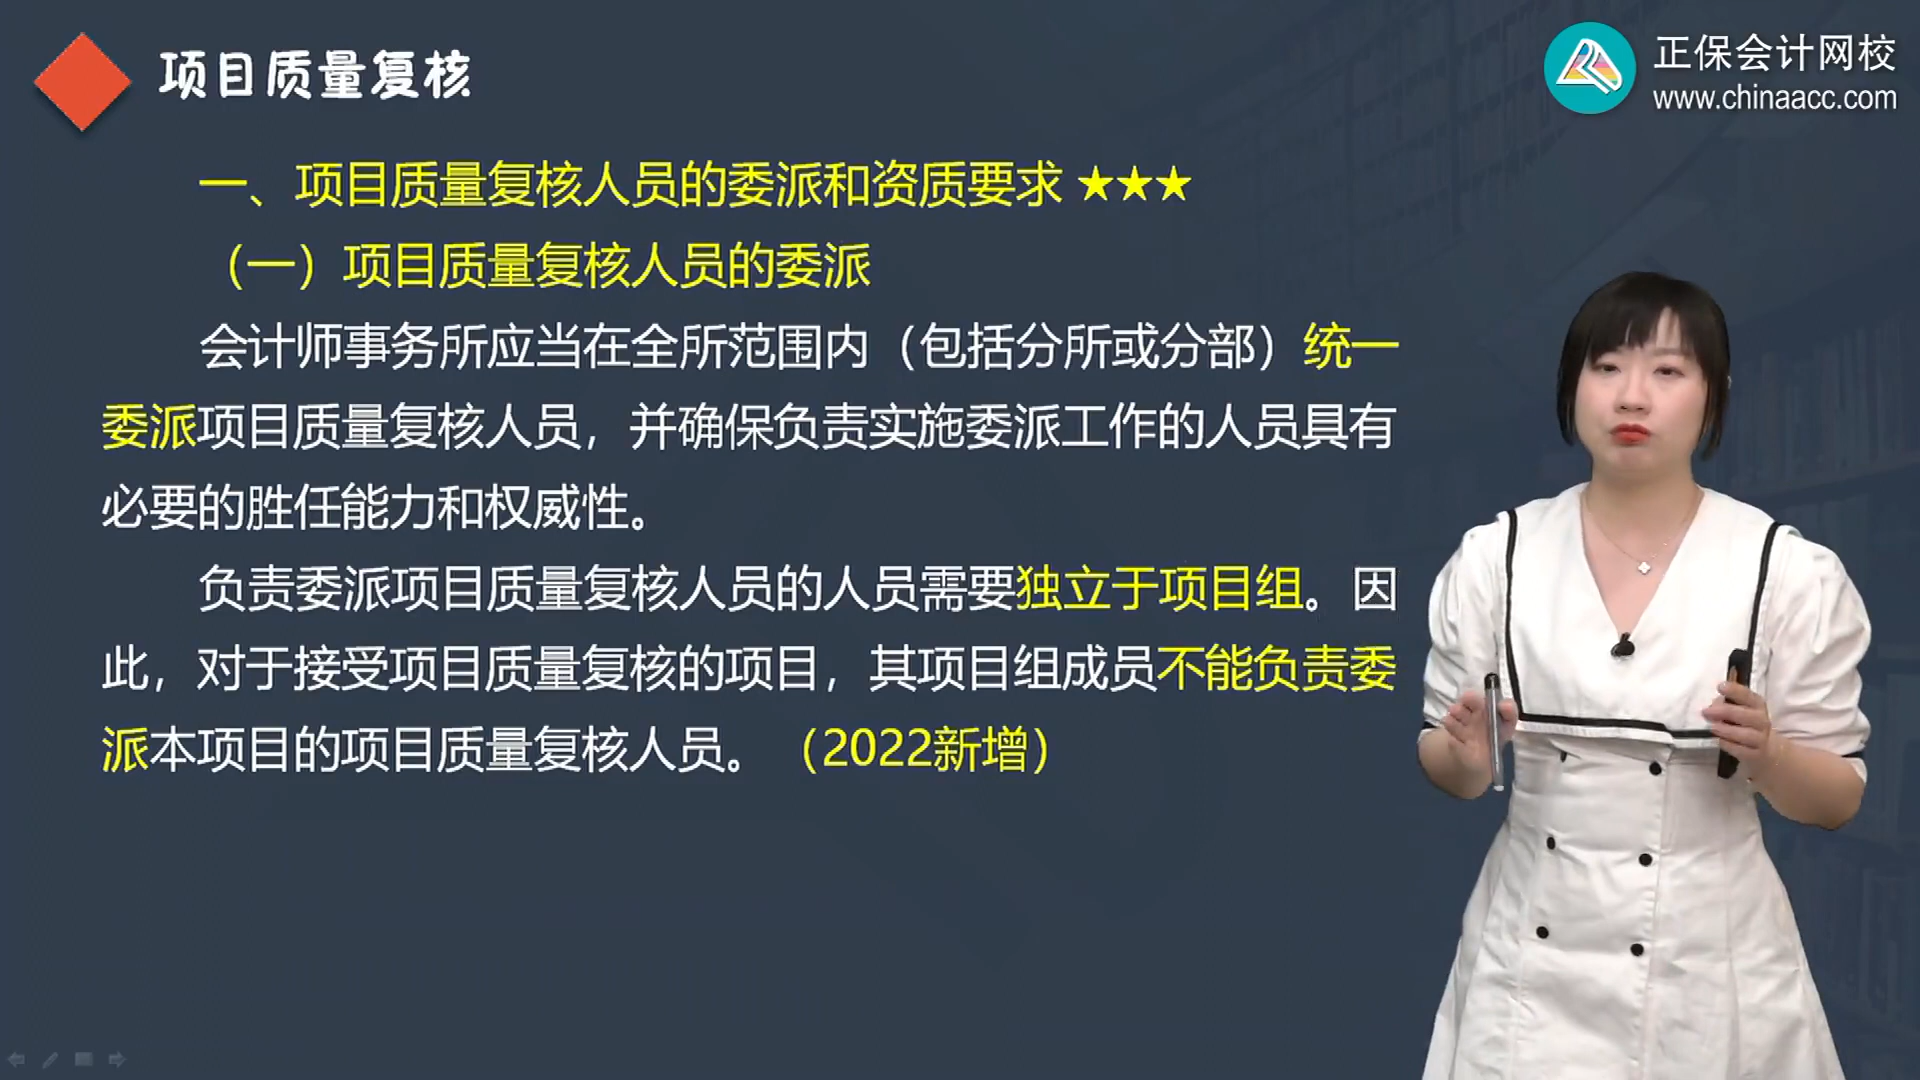 项目质量复核
正保会计网校
www.chinaacc.com
一、项目质量复核人员的委派和资质要求 ★★★
（一）项目质量复核人员的委派
会计师事务所应当在全所范围内（包括分所或分部）统一
委派项目质量复核人员，并确保负责实施委派工作的人员具有
必要的胜任能力和权威性。
负责委派项目质量复核人员的人员需要独立于项目组。因
此，对于接受项目质量复核的项目，其项目组成员不能负责委
派本项目的项目质量复核人员。（2022新增）